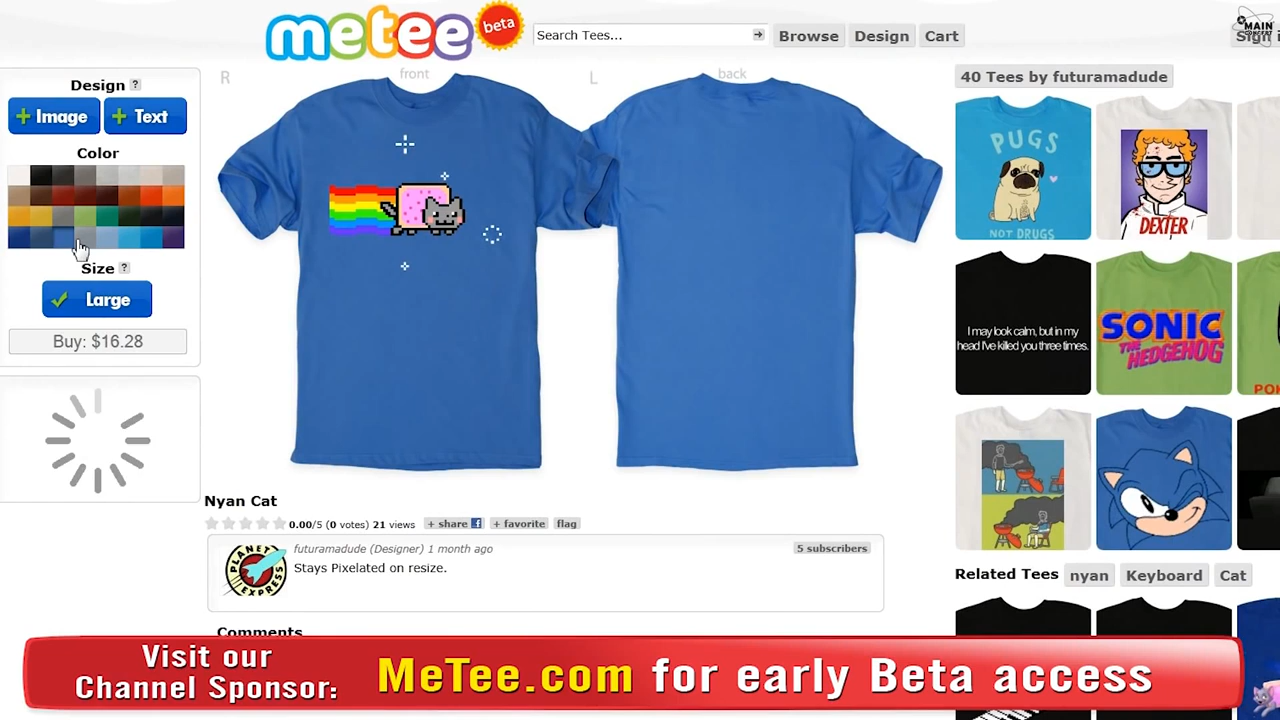 metee beta
Search Tees...
Browse
Design
Cart
MAIN
CONCEPT
Sign i
Design ?
+ Image
+ Text
Color
Size ?
Large
Buy: $16.28
R
front
L
back
40 Tees by futuramadude
PUGS
NOT DRUGS
DEXTER
I may look calm, but in my
head I've killed you three times.
SONIC
THE
HEDGEHOG
POK
Nyan Cat
0.00/5 (0 votes) 21 views
+ share f
+ favorite
flag
PLANET
EXPRESS
futuramadude (Designer) 1 month ago
5 subscribers
Stays Pixelated on resize.
Comments
Related Tees
nyan
Keyboard
Cat
Visit our
Channel Sponsor:
MeTee.com for early Beta access